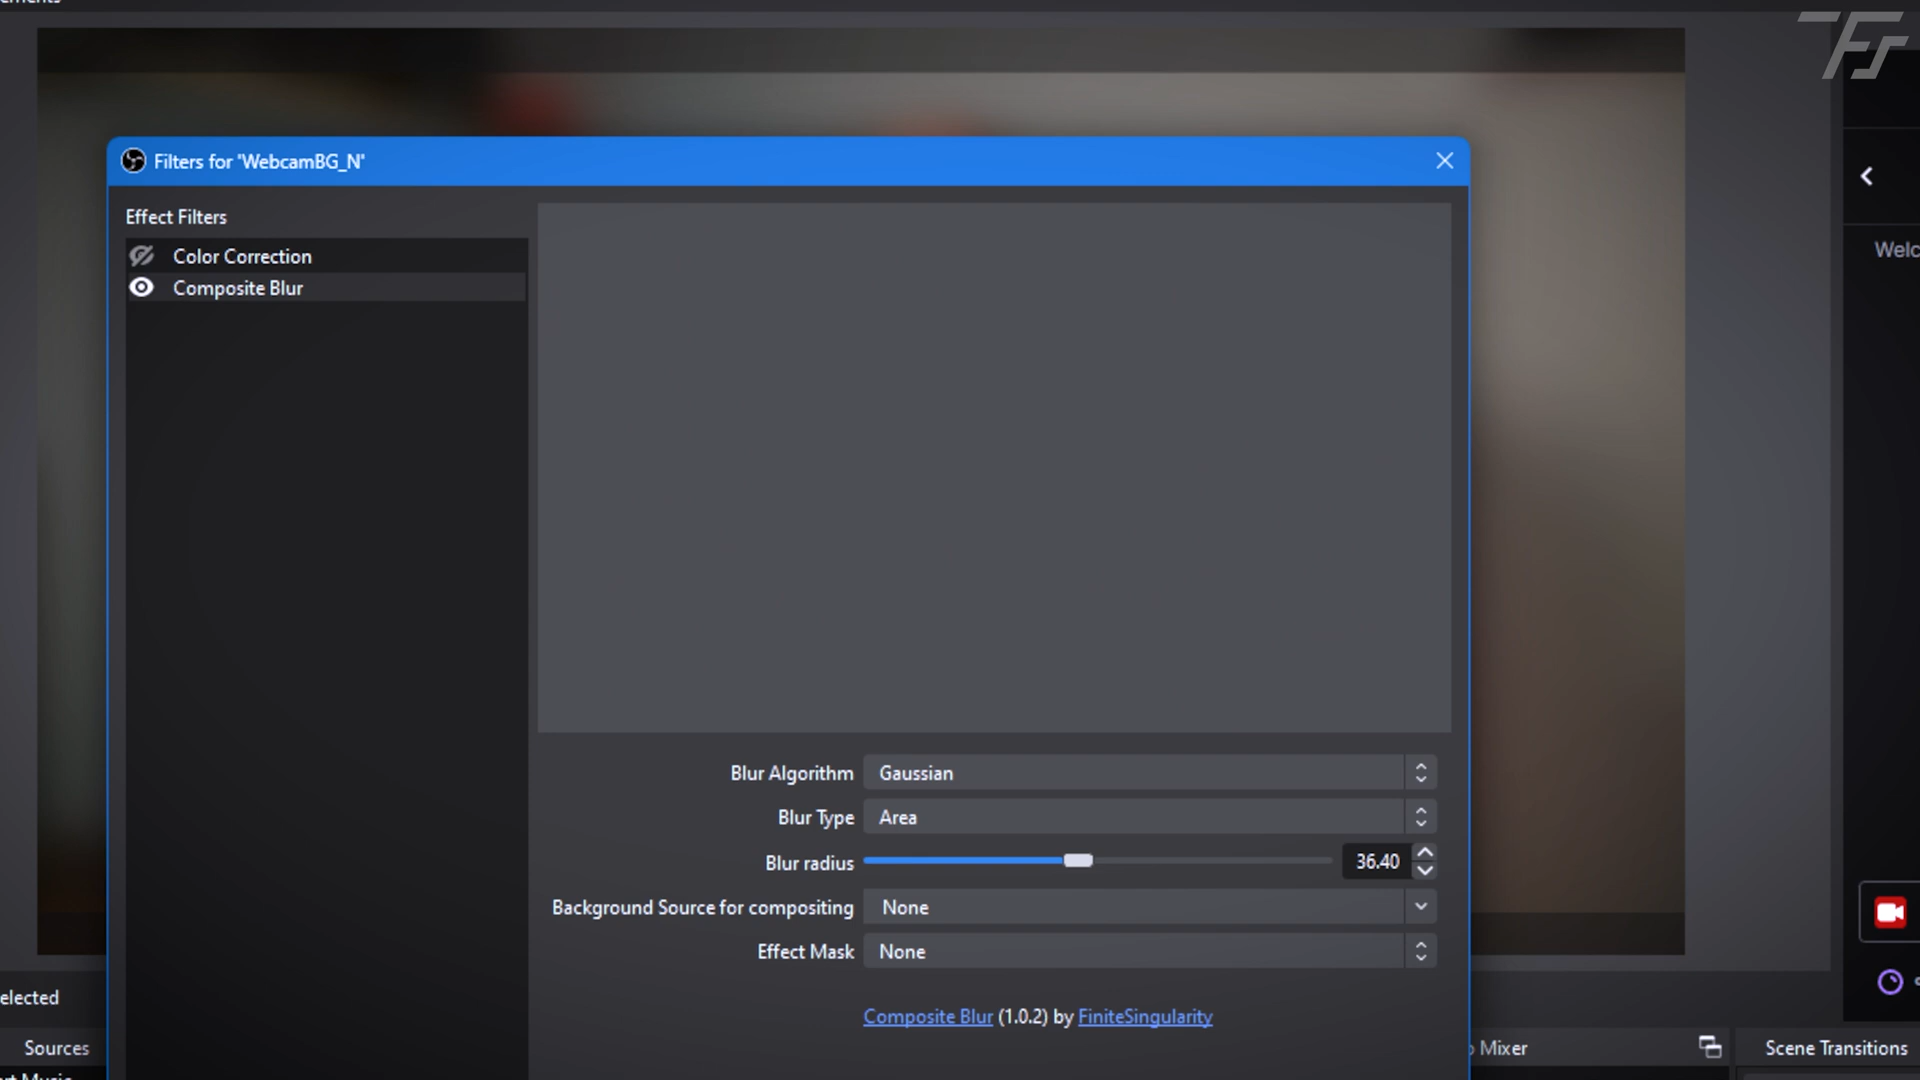 Filters for 'WebcamBG_N'
Effect Filters
Color Correction
Composite Blur
Welc
Blur Algorithm Gaussian
Blur Type Area
Blur radius 36.40
Background Source for compositing None
Effect Mask None
Composite Blur (1.0.2) by FiniteSingularity
elected
Sources
Mixer
Scene Transitions